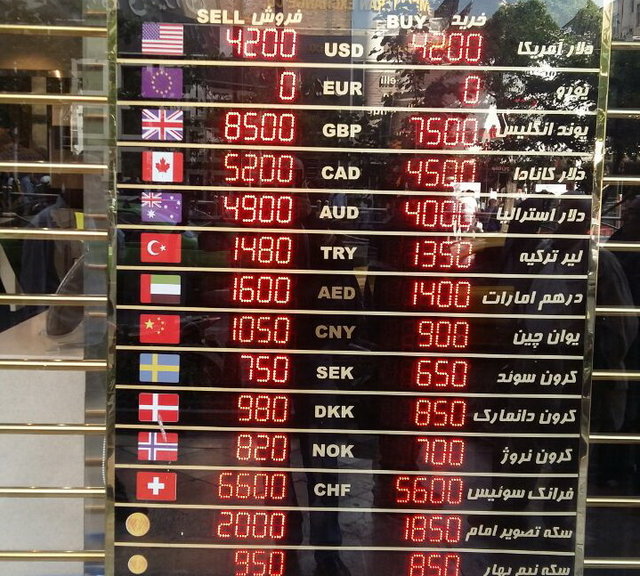 SELL فروش BUY خرید
4200 USD 4200 دلار آمریکا
0 EUR 0 یورو
8500 GBP 7500 پوند انگلیس
5200 CAD 4500 دلار کانادا
4900 AUD 4000 دلار استرالیا
1480 TRY 1350 لیر ترکیه
1600 AED 1400 درهم امارات
1050 CNY 900 یوان چین
750 SEK 650 کرون سوئد
980 DKK 850 کرون دانمارک
820 NOK 700 کرون نروژ
6600 CHF 5600 فرانک سوئیس
2000 1850 سکه تصویر امام
950 850 سکه نیم بهار